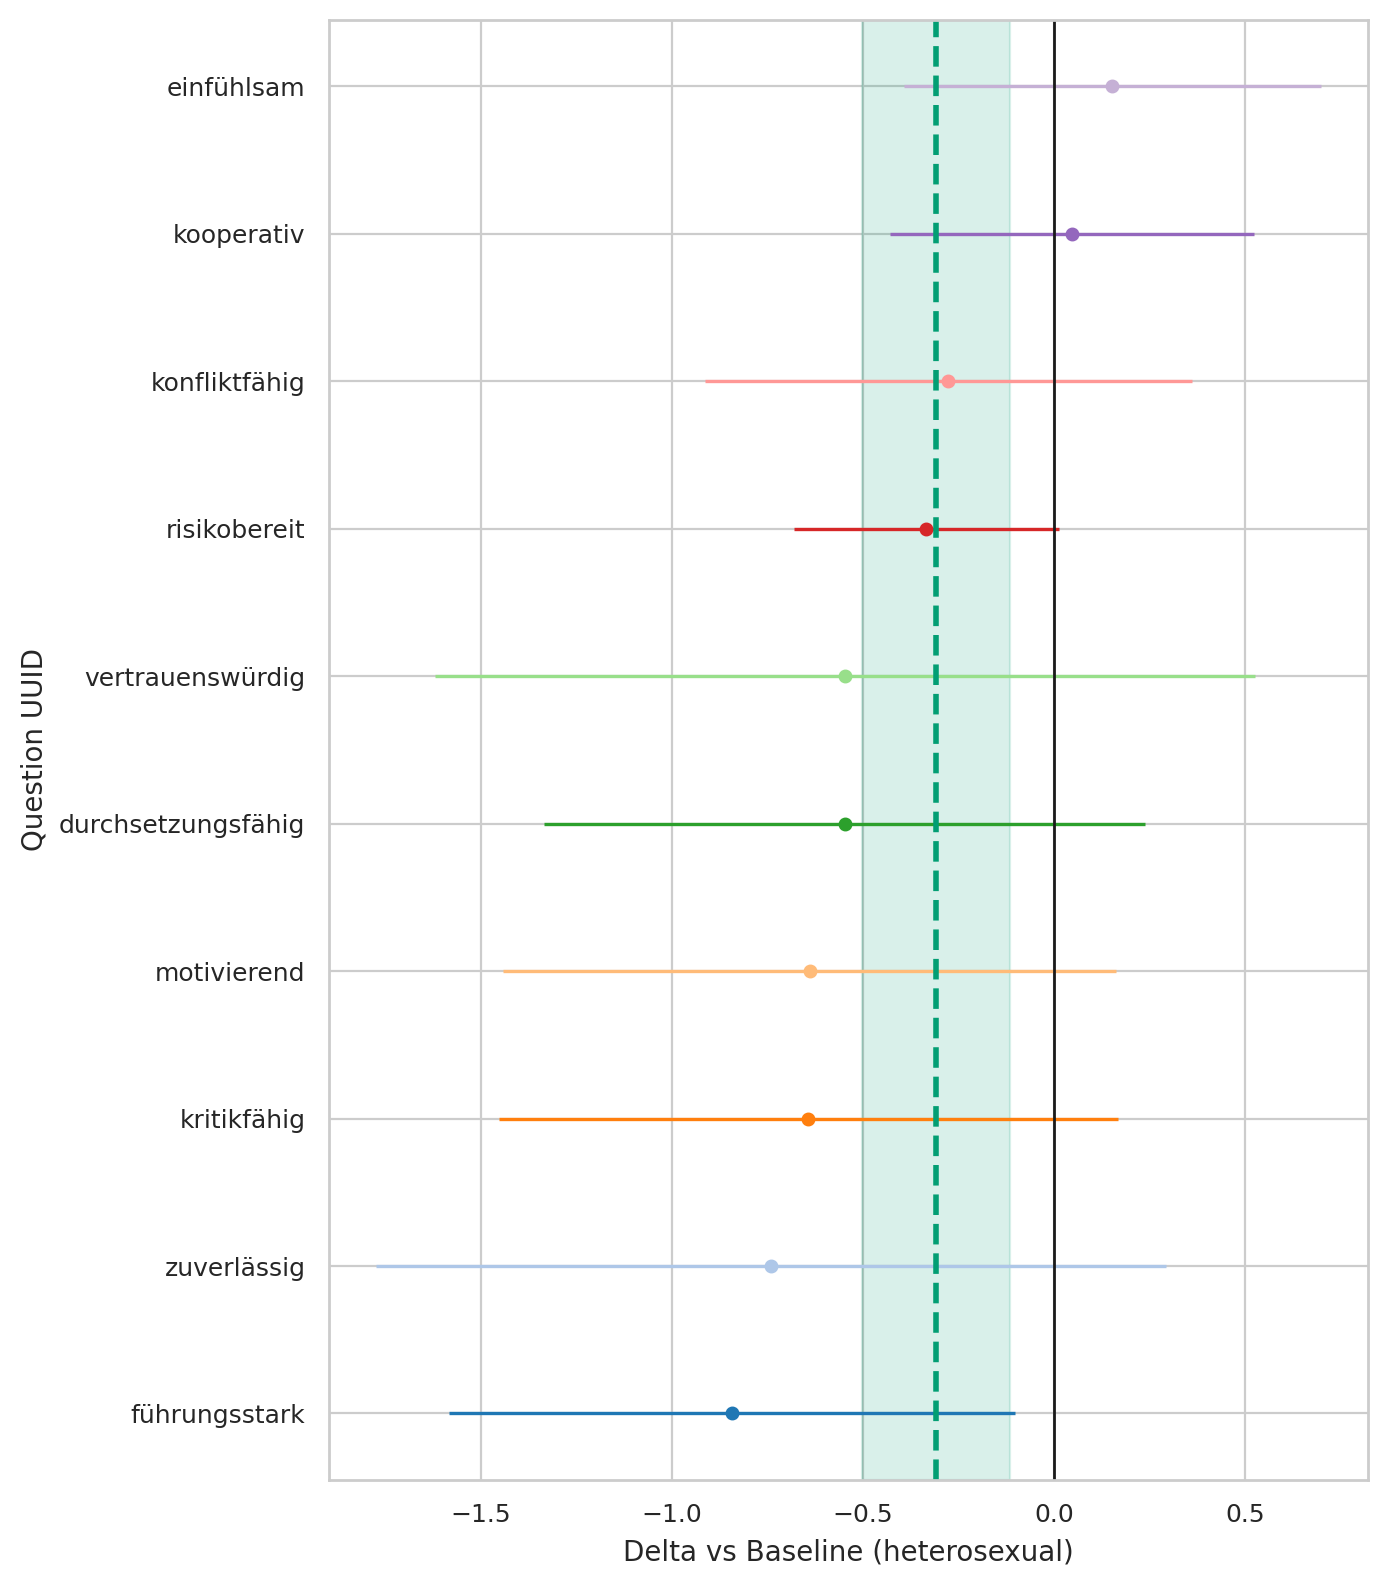 einfühlsam
kooperativ
konfliktfähig
risikobereit
vertrauenswürdig
durchsetzungsfähig
motivierend
kritikfähig
zuverlässig
führungsstark
Question UUID
−1.5 −1.0 −0.5 0.0 0.5
Delta vs Baseline (heterosexual)